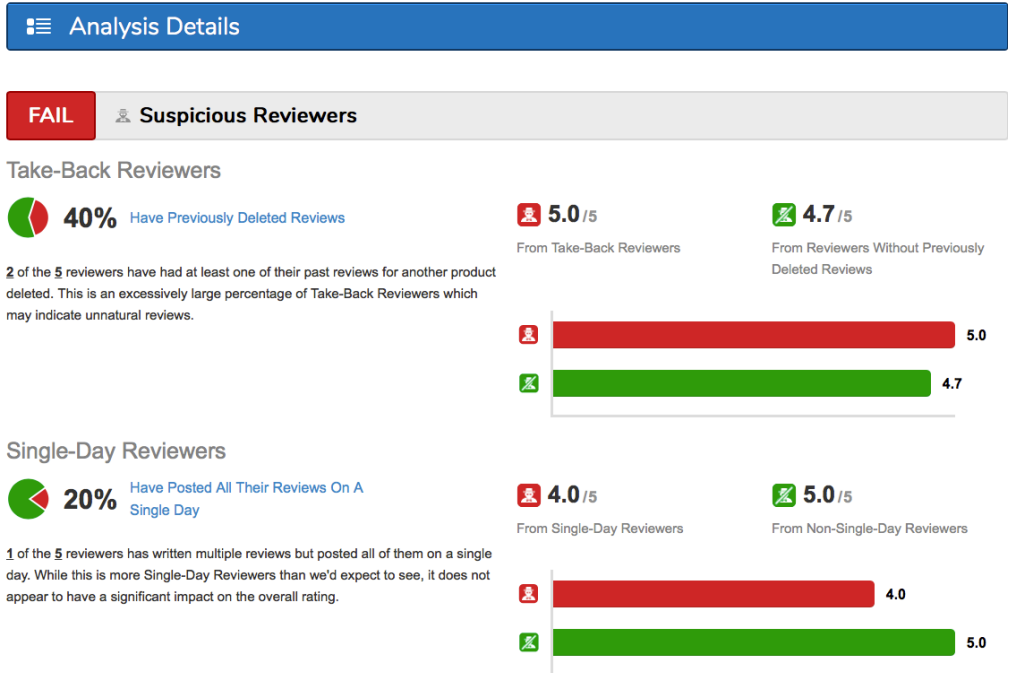 Analysis Details
FAIL
Suspicious Reviewers
Take-Back Reviewers
40%
Have Previously Deleted Reviews
2 of the 5 reviewers have had at least one of their past reviews for another product
deleted. This is an excessively large percentage of Take-Back Reviewers which
may indicate unnatural reviews.
5.0/5
From Take-Back Reviewers
4.7/5
From Reviewers Without Previously
Deleted Reviews
5.0
4.7
Single-Day Reviewers
20%
Have Posted All Their Reviews On A
Single Day
1 of the 5 reviewers has written multiple reviews but posted all of them on a single
day. While this is more Single-Day Reviewers than we'd expect to see, it does not
appear to have a significant impact on the overall rating.
4.0/5
From Single-Day Reviewers
5.0/5
From Non-Single-Day Reviewers
4.0
5.0